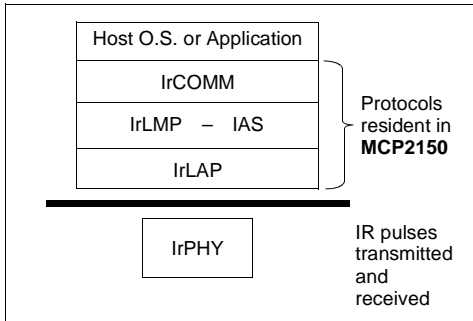 Host O.S. or Application
IrCOMM
IrLMP – IAS
IrLAP
Protocols
resident in
MCP2150
IrPHY
IR pulses
transmitted
and
received